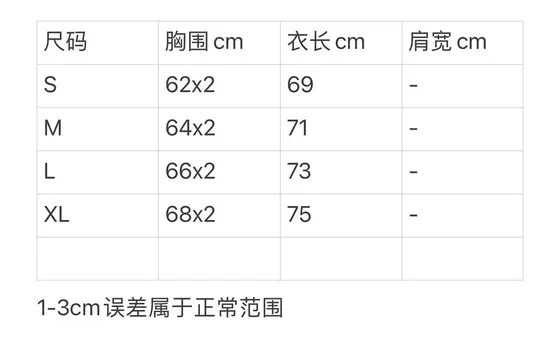 尺码 胸围cm 衣长cm 肩宽cm
S 62x2 69 -
M 64x2 71 -
L 66x2 73 -
XL 68x2 75 -
1-3cm误差属于正常范围